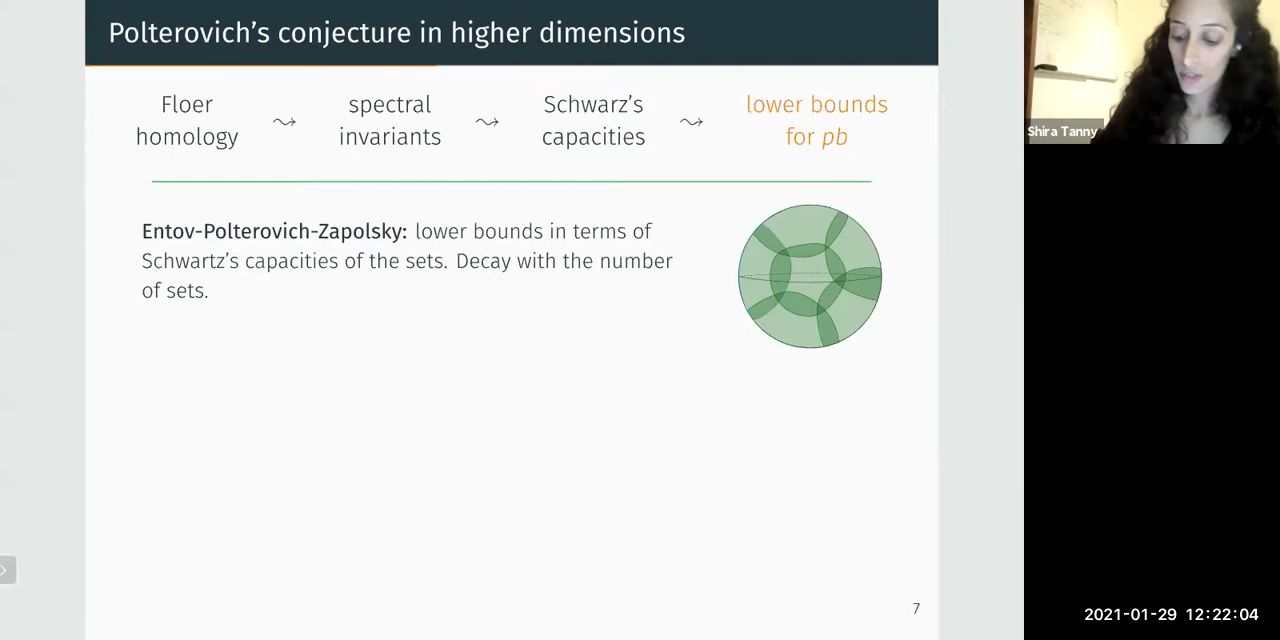 Polterovich's conjecture in higher dimensions
Floer
homology
⇝
spectral
invariants
⇝
Schwarz's
capacities
⇝
lower bounds
for pb
Entov-Polterovich-Zapolsky: lower bounds in terms of
Schwartz's capacities of the sets. Decay with the number
of sets.
7
Shira Tanny
2021-01-29 12:22:04